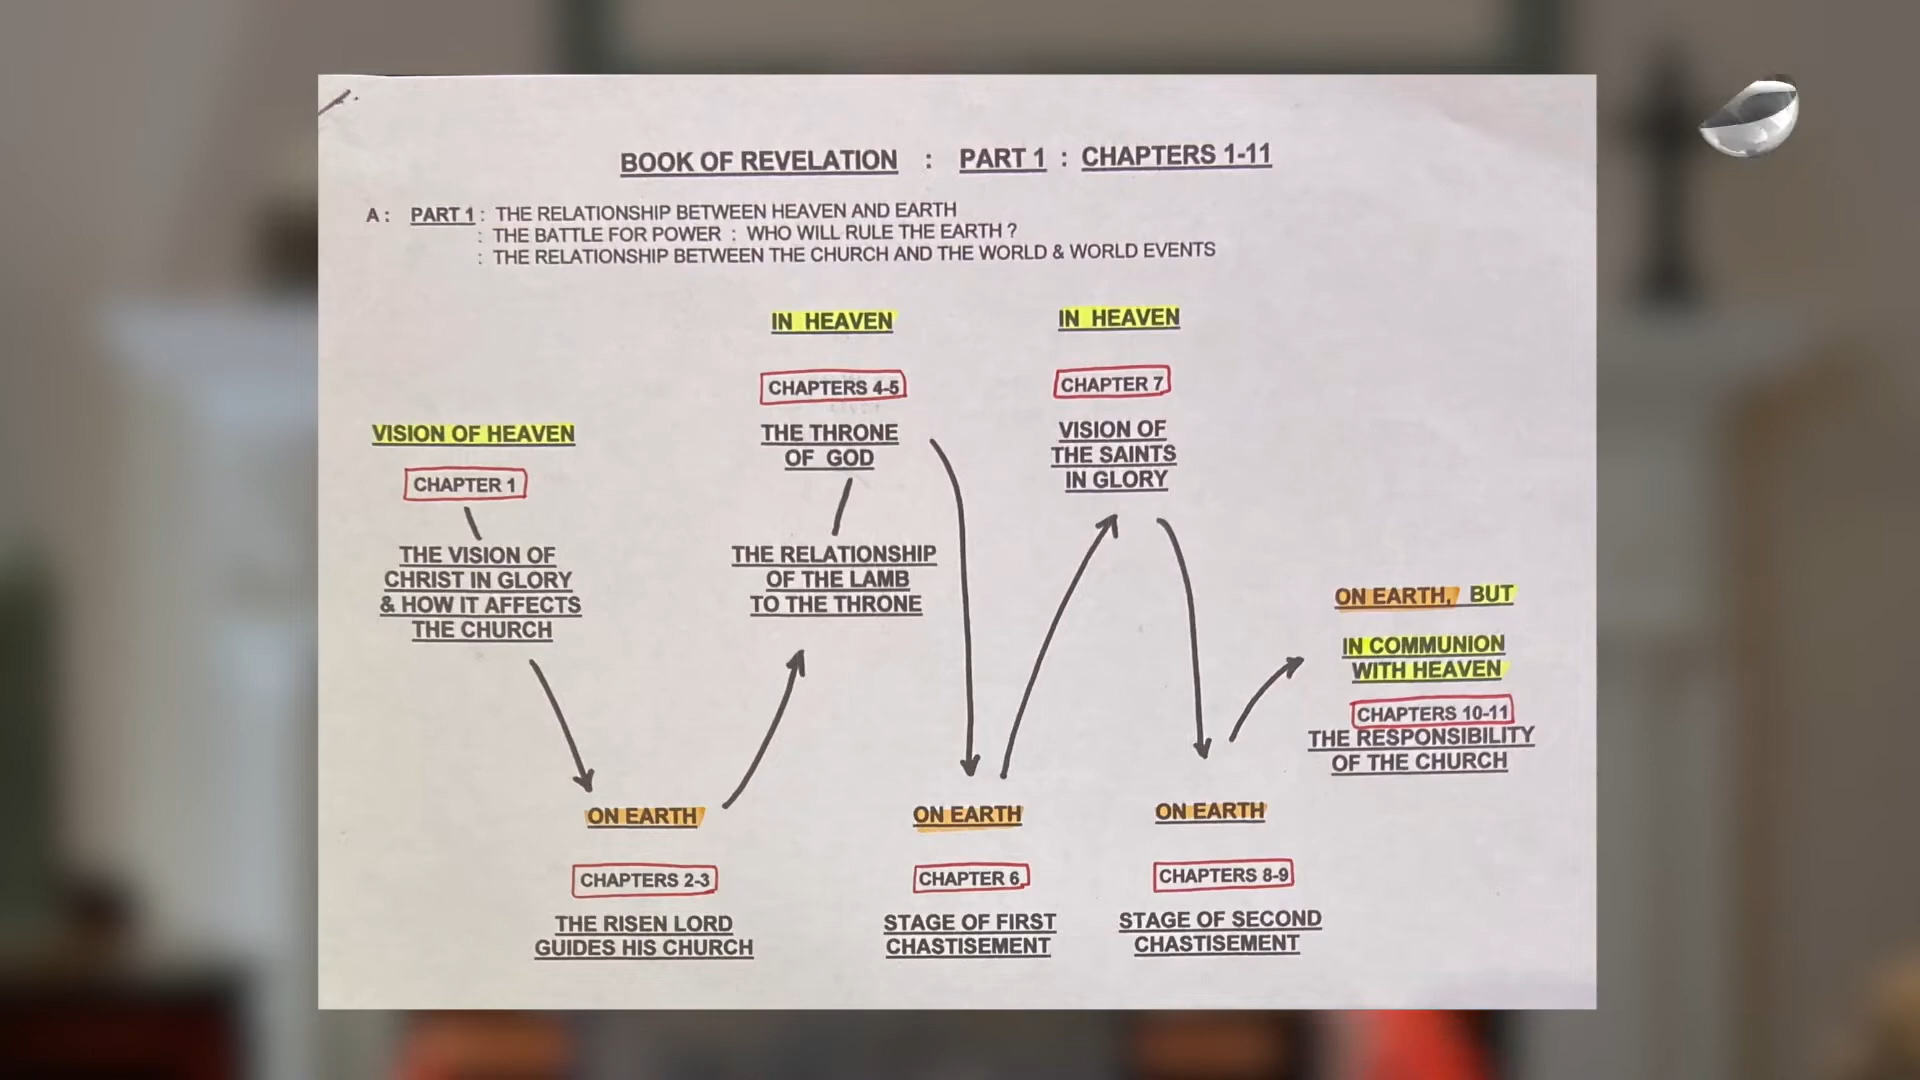 BOOK OF REVELATION : PART 1 : CHAPTERS 1-11
A : PART 1 : THE RELATIONSHIP BETWEEN HEAVEN AND EARTH
: THE BATTLE FOR POWER : WHO WILL RULE THE EARTH ?
: THE RELATIONSHIP BETWEEN THE CHURCH AND THE WORLD & WORLD EVENTS
VISION OF HEAVEN
CHAPTER 1
THE VISION OF
CHRIST IN GLORY
& HOW IT AFFECTS
THE CHURCH
ON EARTH
CHAPTERS 2-3
THE RISEN LORD
GUIDES HIS CHURCH
IN HEAVEN
CHAPTERS 4-5
THE THRONE
OF GOD
THE RELATIONSHIP
OF THE LAMB
TO THE THRONE
ON EARTH
CHAPTER 6
STAGE OF FIRST
CHASTISEMENT
IN HEAVEN
CHAPTER 7
VISION OF
THE SAINTS
IN GLORY
ON EARTH
CHAPTERS 8-9
STAGE OF SECOND
CHASTISEMENT
ON EARTH, BUT
IN COMMUNION
WITH HEAVEN
CHAPTERS 10-11
THE RESPONSIBILITY
OF THE CHURCH